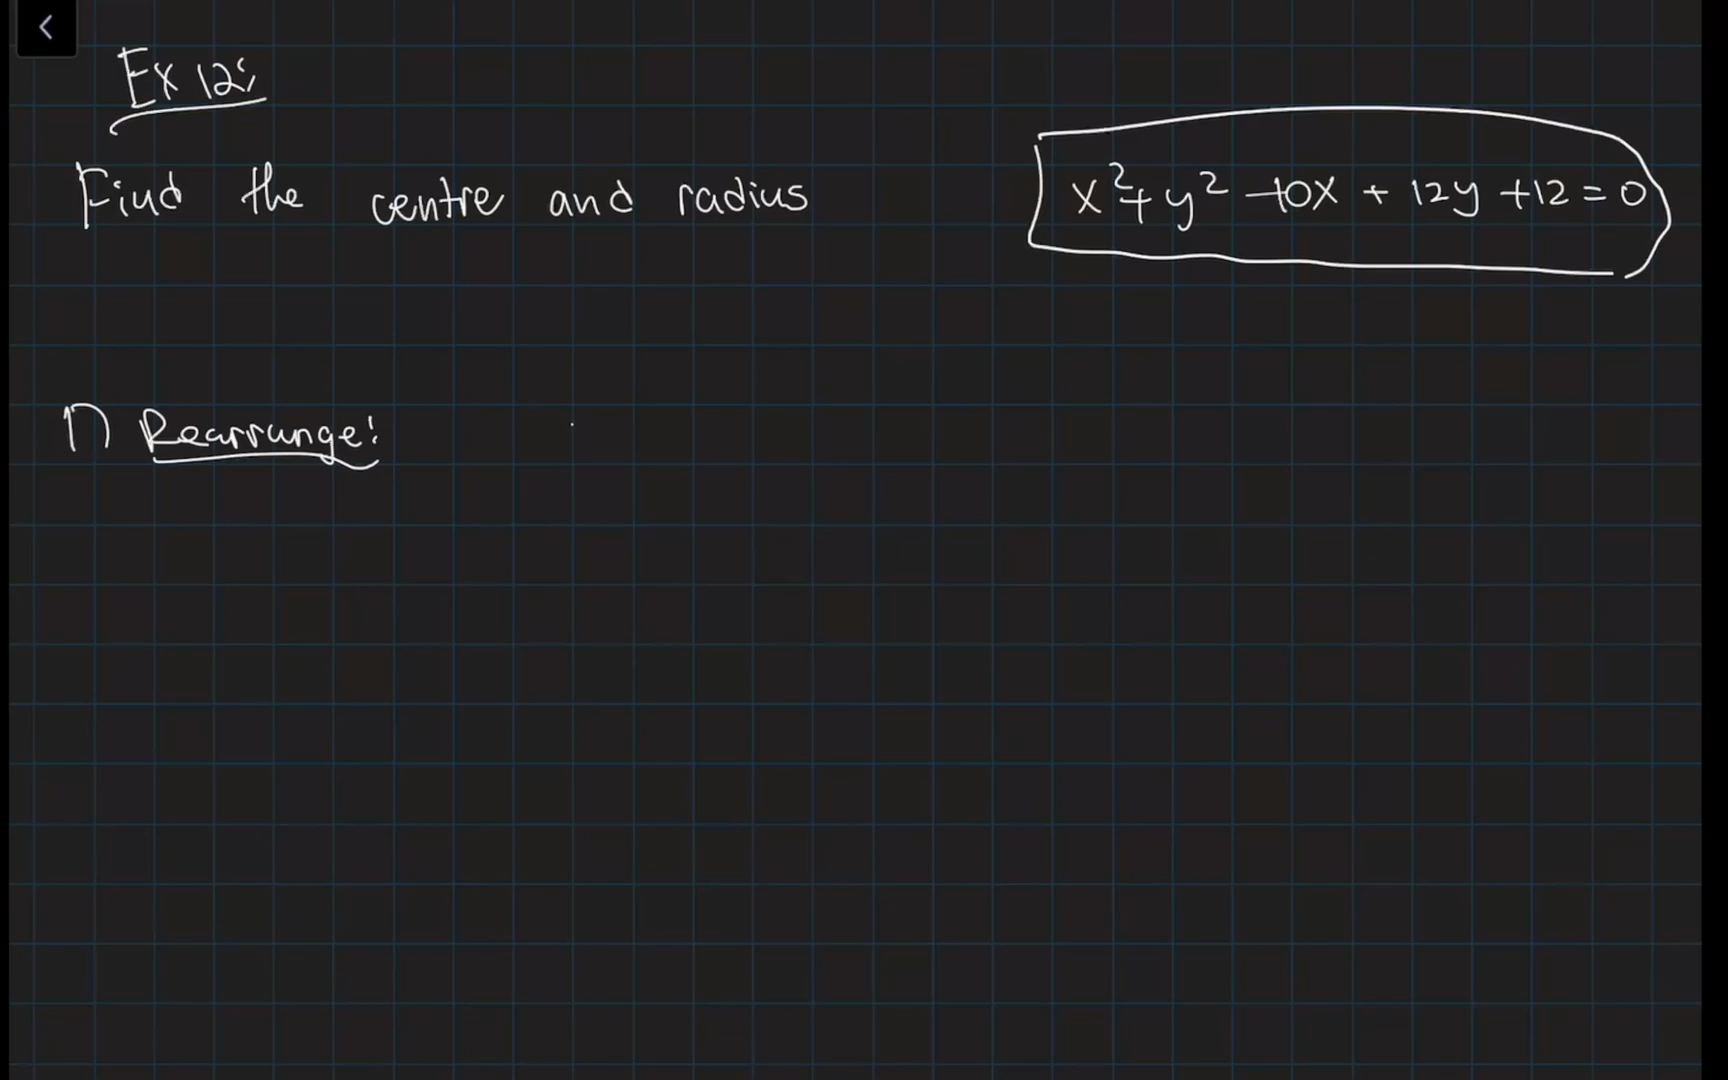 Ex 12:
Find the centre and radius
x² + y² - 10x + 12y + 12 = 0
1) Rearrange: